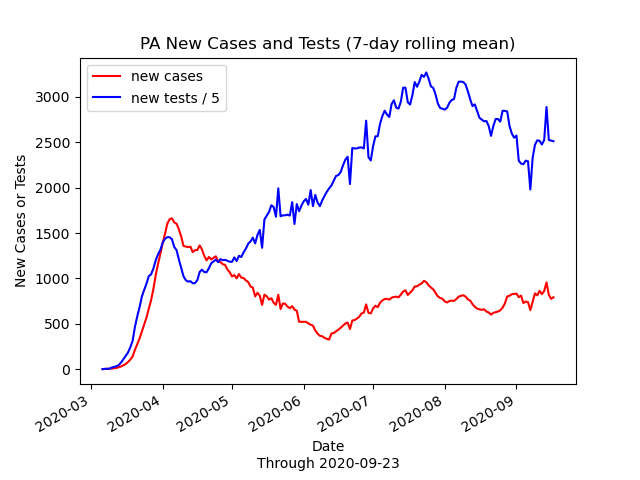 PA New Cases and Tests (7-day rolling mean)
new cases
new tests / 5
New Cases or Tests
3000
2500
2000
1500
1000
500
0
2020-03
2020-04
2020-05
2020-06
2020-07
2020-08
2020-09
Date
Through 2020-09-23